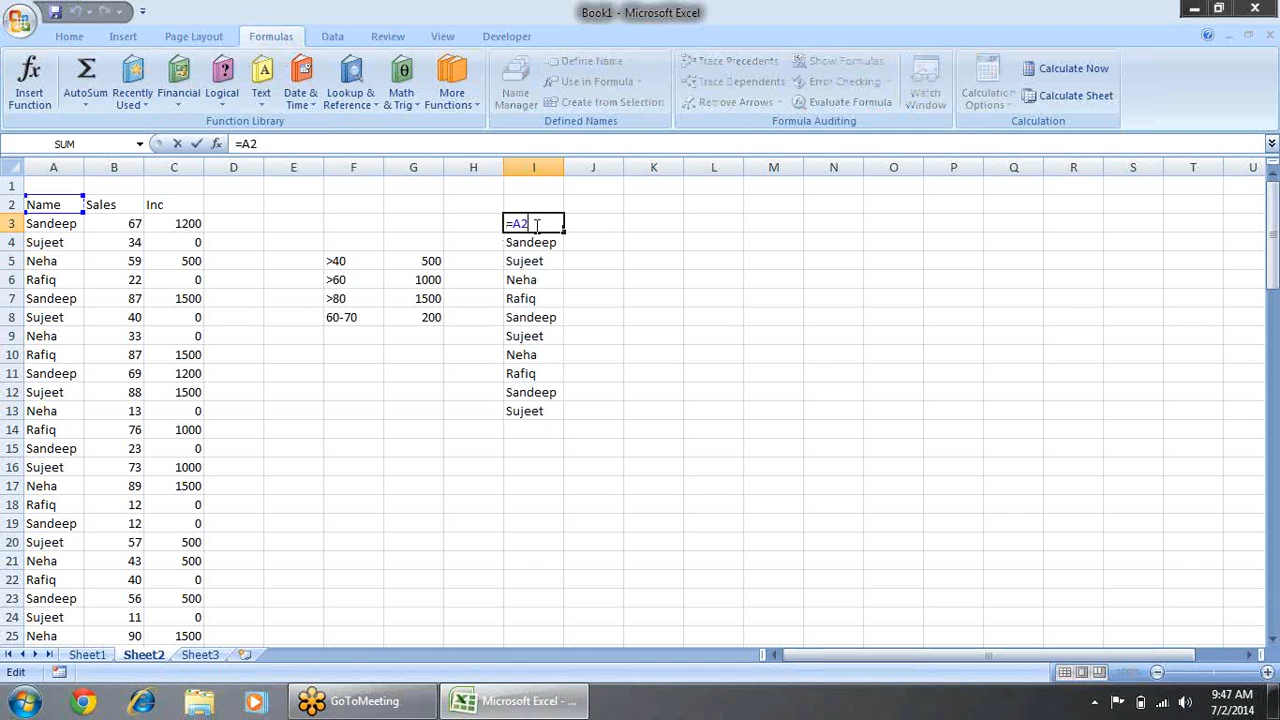 Book1 - Microsoft Excel
Home Insert Page Layout Formulas Data Review View Developer
Insert Function
AutoSum
Recently Used
Financial
Logical
Text
Date & Time
Lookup & Reference
Math & Trig
More Functions
Function Library
Name Manager
Define Name
Use in Formula
Create from Selection
Defined Names
Trace Precedents
Trace Dependents
Remove Arrows
Show Formulas
Error Checking
Evaluate Formula
Formula Auditing
Watch Window
Calculation Options
Calculate Now
Calculate Sheet
Calculation
SUM =A2
A B C D E F G H I J K L M N O P Q R S T U
1
2 Name Sales Inc
3 Sandeep 67 1200 =A2
4 Sujeet 34 0 Sandeep
5 Neha 59 500 >40 500 Sujeet
6 Rafiq 22 0 >60 1000 Neha
7 Sandeep 87 1500 >80 1500 Rafiq
8 Sujeet 40 0 60-70 200 Sandeep
9 Neha 33 0 Sujeet
10 Rafiq 87 1500 Neha
11 Sandeep 69 1200 Rafiq
12 Sujeet 88 1500 Sandeep
13 Neha 13 0 Sujeet
14 Rafiq 76 1000
15 Sandeep 23 0
16 Sujeet 73 1000
17 Neha 89 1500
18 Rafiq 12 0
19 Sandeep 12 0
20 Sujeet 57 500
21 Neha 43 500
22 Rafiq 40 0
23 Sandeep 56 500
24 Sujeet 11 0
25 Neha 90 1500
Sheet1 Sheet2 Sheet3
Edit 100%
GoToMeeting
Microsoft Excel - ...
9:47 AM
7/2/2014